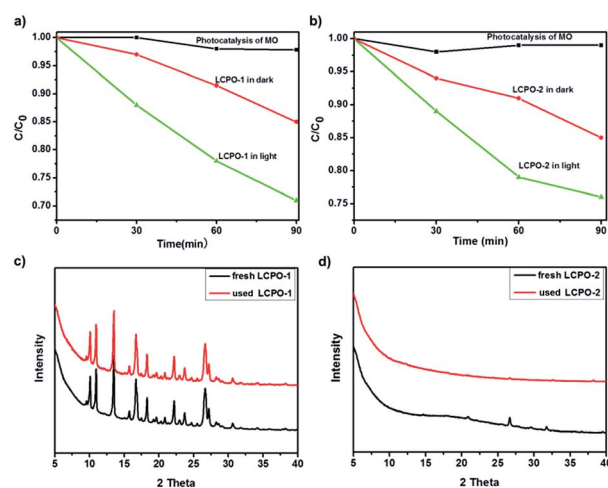 a)
Photocatalysis of MO
LCPO-1 in dark
LCPO-1 in light
C/C0
1.00
0.95
0.90
0.85
0.80
0.75
0.70
0
30
60
90
Time(min)
b)
Photocatalysis of MO
LCPO-2 in dark
LCPO-2 in light
C/C0
1.00
0.95
0.90
0.85
0.80
0.75
0
30
60
90
Time (min)
c)
fresh LCPO-1
used LCPO-1
Intensity
5 10 15 20 25 30 35 40
2 Theta
d)
fresh LCPO-2
used LCPO-2
Intensity
5 10 15 20 25 30 35 40
2 Theta